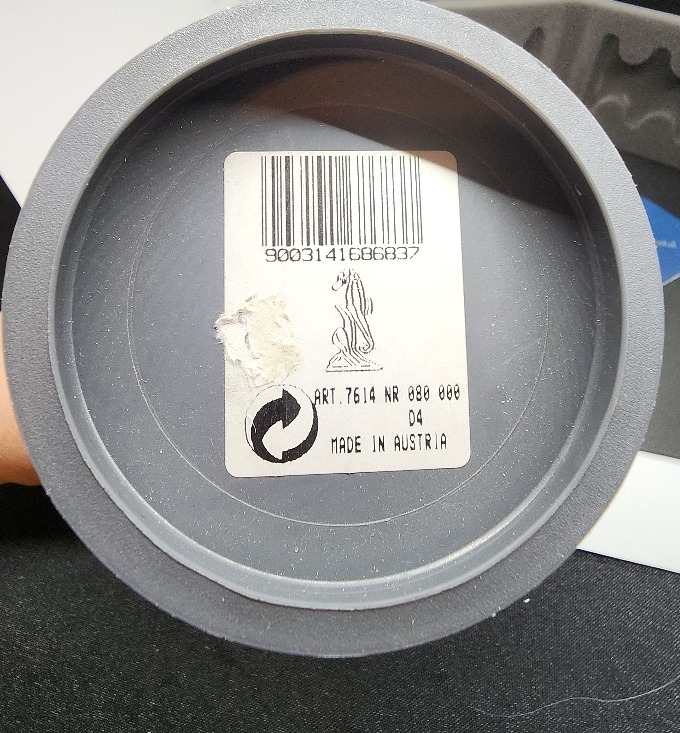 9003141686837
ART.7614 NR 080 000
D4
MADE IN AUSTRIA